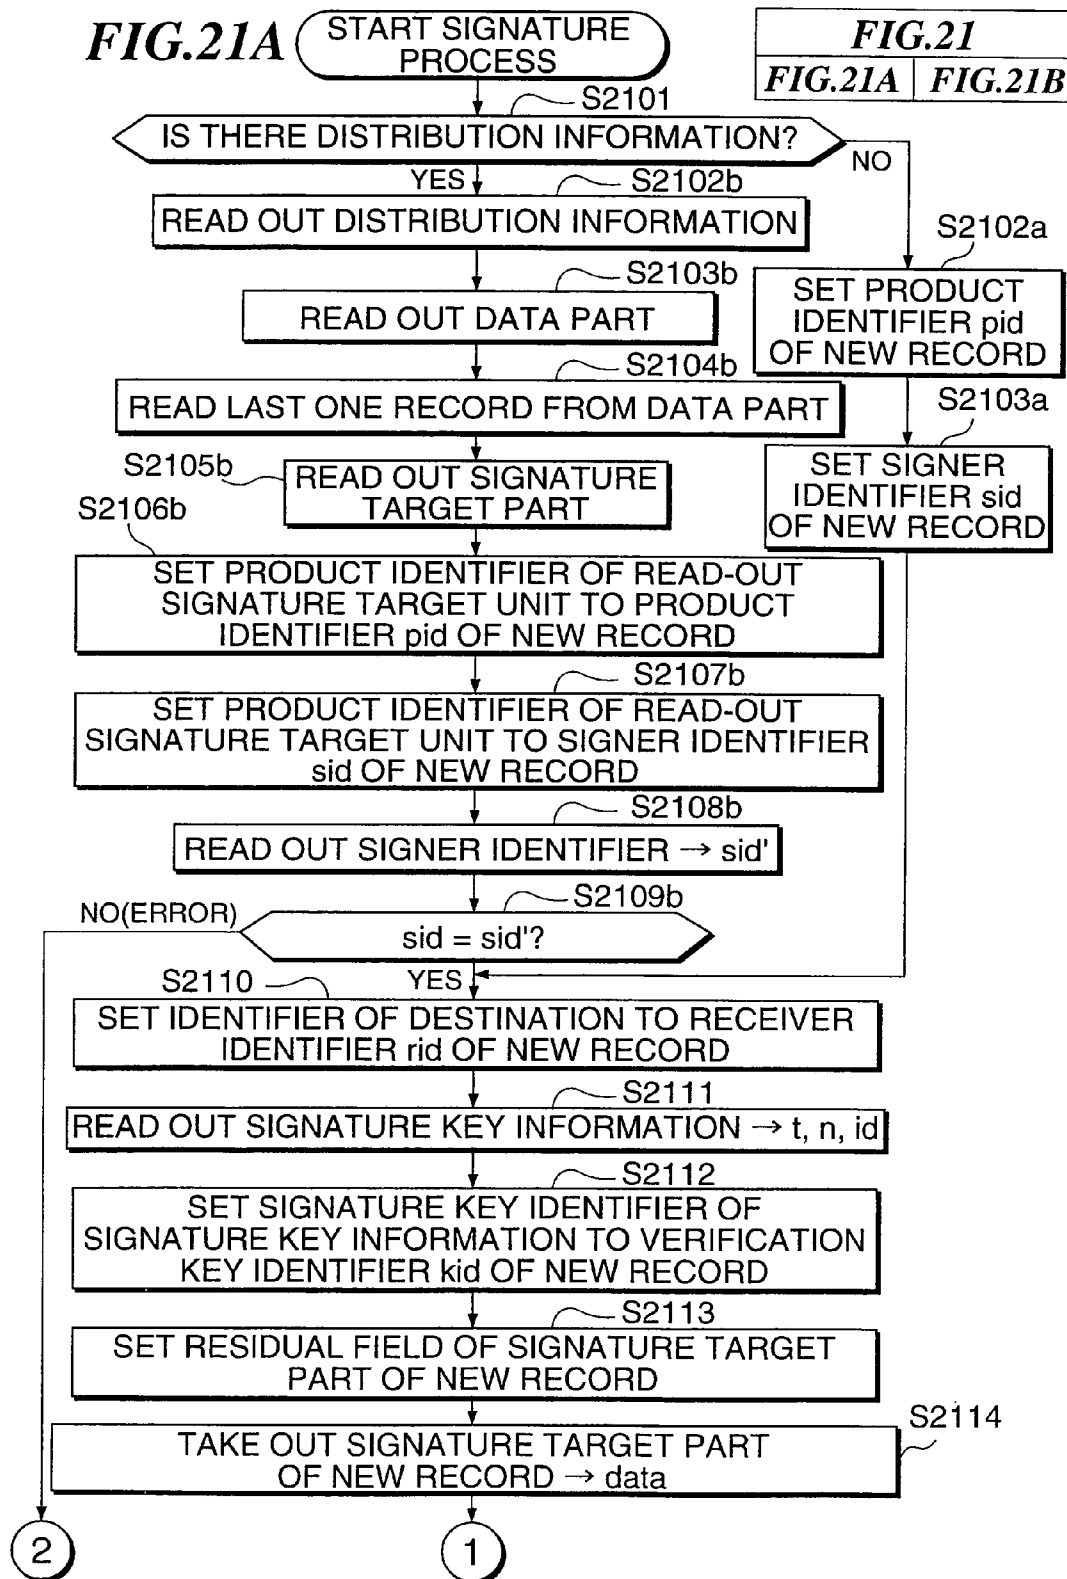 FIG.21A
START SIGNATURE
PROCESS
FIG.21
FIG.21A FIG.21B
S2101
IS THERE DISTRIBUTION INFORMATION?
NO
YES
S2102b
READ OUT DISTRIBUTION INFORMATION
S2102a
SET PRODUCT
IDENTIFIER pid
OF NEW RECORD
S2103b
READ OUT DATA PART
S2104b
READ LAST ONE RECORD FROM DATA PART
S2103a
SET SIGNER
IDENTIFIER sid
OF NEW RECORD
S2105b
READ OUT SIGNATURE
TARGET PART
S2106b
SET PRODUCT IDENTIFIER OF READ-OUT
SIGNATURE TARGET UNIT TO PRODUCT
IDENTIFIER pid OF NEW RECORD
S2107b
SET PRODUCT IDENTIFIER OF READ-OUT
SIGNATURE TARGET UNIT TO SIGNER IDENTIFIER
sid OF NEW RECORD
S2108b
READ OUT SIGNER IDENTIFIER → sid'
S2109b
NO(ERROR)
sid = sid'?
YES
S2110
SET IDENTIFIER OF DESTINATION TO RECEIVER
IDENTIFIER rid OF NEW RECORD
S2111
READ OUT SIGNATURE KEY INFORMATION → t, n, id
S2112
SET SIGNATURE KEY IDENTIFIER OF
SIGNATURE KEY INFORMATION TO VERIFICATION
KEY IDENTIFIER kid OF NEW RECORD
S2113
SET RESIDUAL FIELD OF SIGNATURE TARGET
PART OF NEW RECORD
S2114
TAKE OUT SIGNATURE TARGET PART
OF NEW RECORD → data
2
1